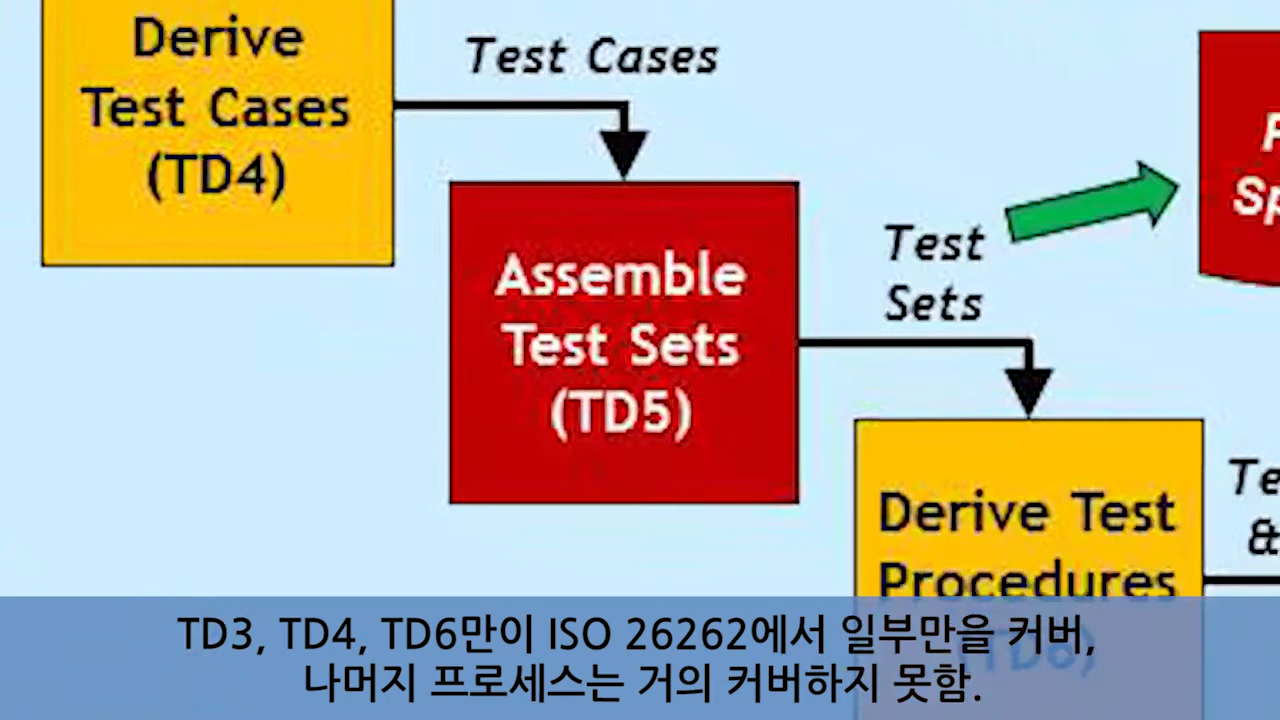 Derive
Test Cases
(TD4)
Test Cases
Assemble
Test Sets
(TD5)
Test
Sets
Derive Test
Procedures
(TD6)
TD3, TD4, TD6만이 ISO 26262에서 일부만을 커버,
나머지 프로세스는 거의 커버하지 못함.